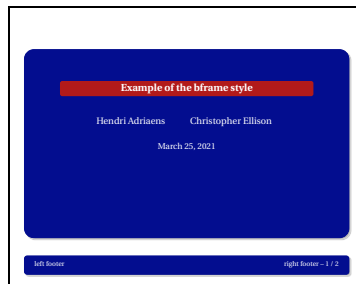 Example of the bframe style
Hendri Adriaens Christopher Ellison
March 25, 2021
left footer right footer – 1 / 2